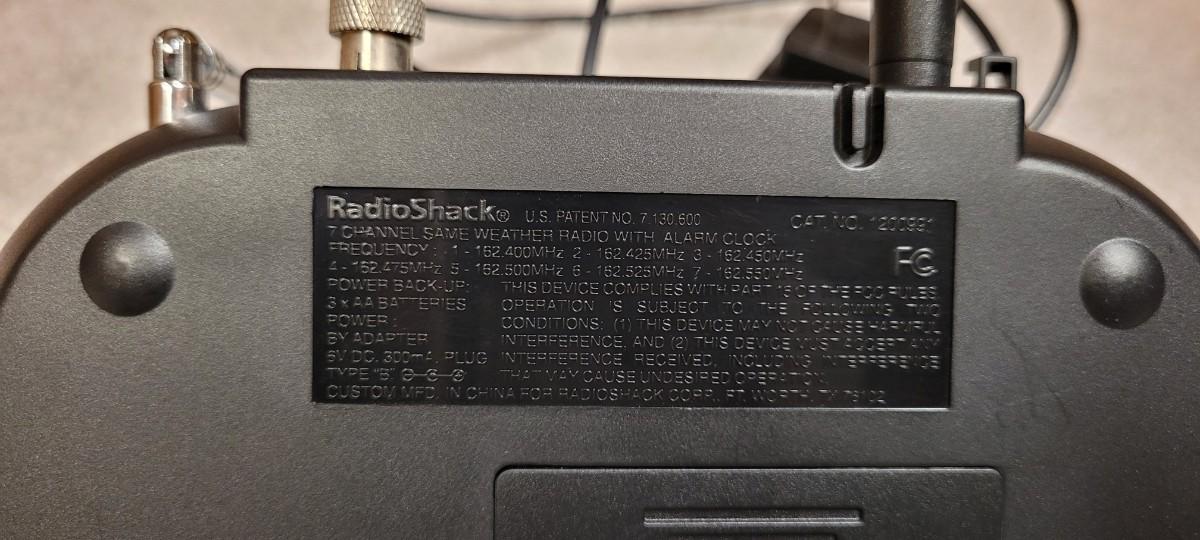 RadioShack® U.S. PATENT NO. 7,130,600 CAT. NO. 1200991
7 CHANNEL SAME WEATHER RADIO WITH ALARM CLOCK
FREQUENCY : 1 - 162.400MHz 2 - 162.425MHz 3 - 162.450MHz
4 - 162.475MHz 5 - 162.500MHz 6 - 162.525MHz 7 - 162.550MHz
FC
POWER BACK-UP:
3 x AA BATTERIES
POWER :
BY ADAPTER
6V DC, 300mA, PLUG
TYPE "B"
THIS DEVICE COMPLIES WITH PART 15 OF THE FCC RULES
OPERATION IS SUBJECT TO THE FOLLOWING TWO
CONDITIONS: (1) THIS DEVICE MAY NOT CAUSE HARMFUL
INTERFERENCE, AND (2) THIS DEVICE MUST ACCEPT ANY
INTERFERENCE RECEIVED, INCLUDING INTERFERENCE
THAT MAY CAUSE UNDESIRED OPERATION.
CUSTOM MFD. IN CHINA FOR RADIOSHACK CORP., FT. WORTH, TX 76102